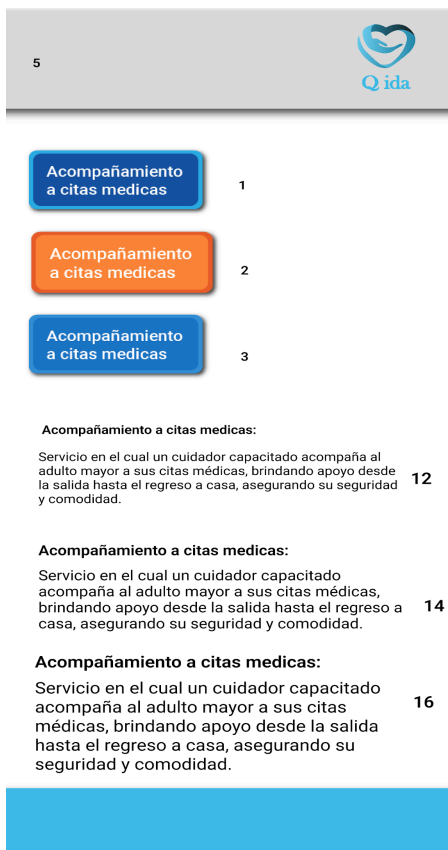 5
Q ida
Acompañamiento
a citas medicas
1
Acompañamiento
a citas medicas
2
Acompañamiento
a citas medicas
3
Acompañamiento a citas medicas:
Servicio en el cual un cuidador capacitado acompaña al
adulto mayor a sus citas médicas, brindando apoyo desde
la salida hasta el regreso a casa, asegurando su seguridad
y comodidad.
12
Acompañamiento a citas medicas:
Servicio en el cual un cuidador capacitado
acompaña al adulto mayor a sus citas médicas,
brindando apoyo desde la salida hasta el regreso a
casa, asegurando su seguridad y comodidad.
14
Acompañamiento a citas medicas:
Servicio en el cual un cuidador capacitado
acompaña al adulto mayor a sus citas
médicas, brindando apoyo desde la salida
hasta el regreso a casa, asegurando su
seguridad y comodidad.
16